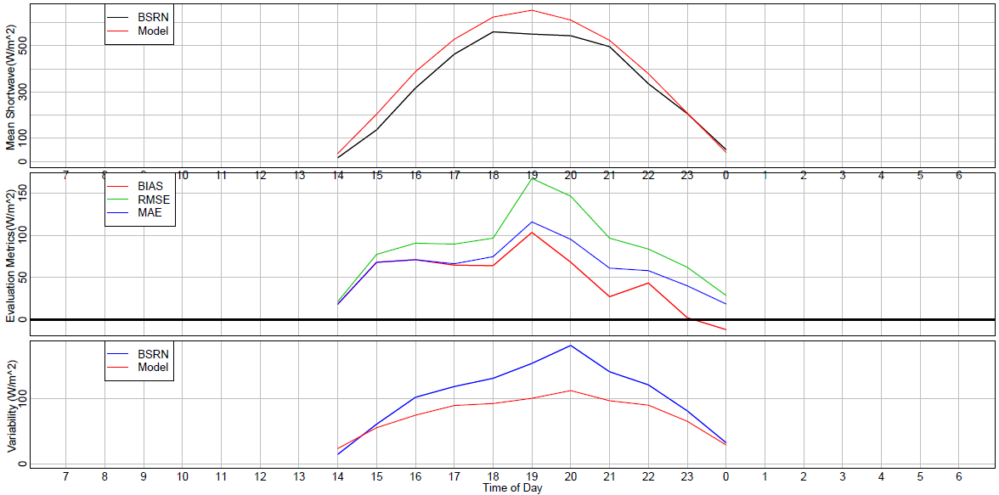 BSRN
Model
Mean Shortwave(W/m^2)
0 100 300 500
7 8 9 10 11 12 13 14 15 16 17 18 19 20 21 22 23 0 1 2 3 4 5 6
BIAS
RMSE
MAE
Evaluation Metrics(W/m^2)
0 50 100 150
BSRN
Model
Variability (W/m^2)
0 100
7 8 9 10 11 12 13 14 15 16 17 18 19 20 21 22 23 0 1 2 3 4 5 6
Time of Day